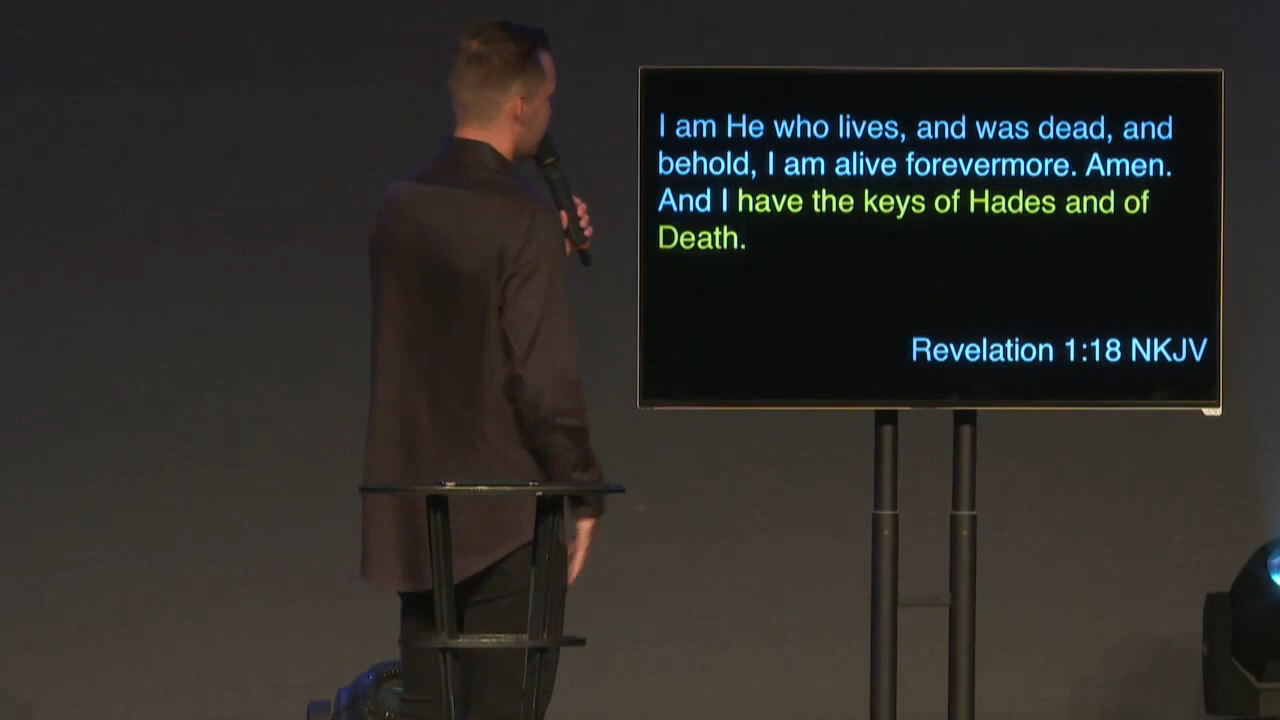 I am He who lives, and was dead, and
behold, I am alive forevermore. Amen.
And I have the keys of Hades and of
Death.
Revelation 1:18 NKJV